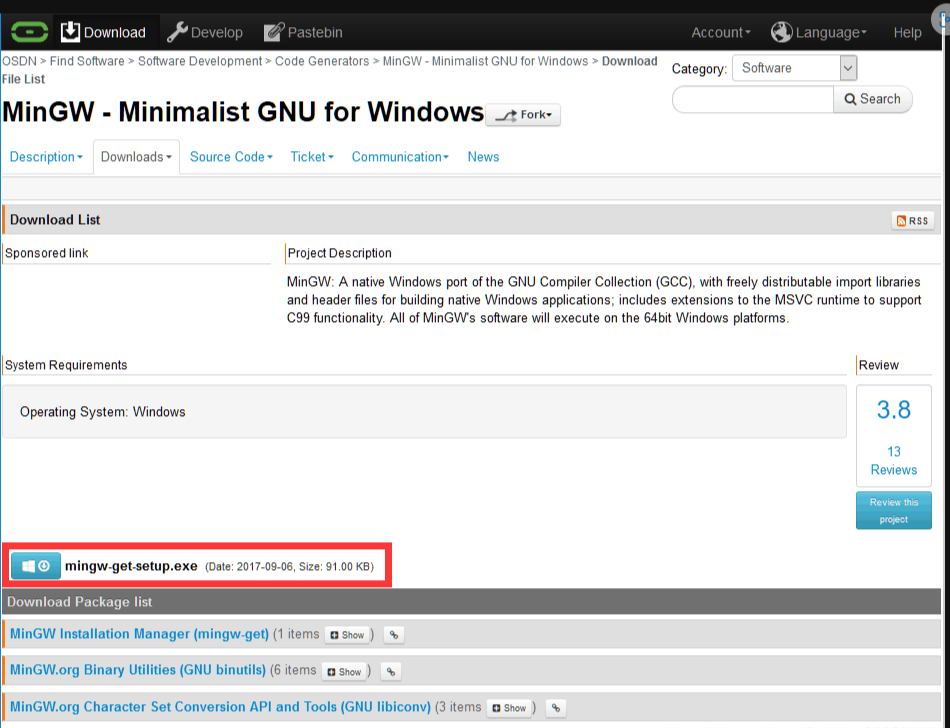 Download Develop Pastebin Account Language Help
OSDN > Find Software > Software Development > Code Generators > MinGW - Minimalist GNU for Windows > Download
File List
Category: Software
Search
MinGW - Minimalist GNU for Windows Fork
Description Downloads Source Code Ticket Communication News
Download List RSS
Sponsored link
Project Description
MinGW: A native Windows port of the GNU Compiler Collection (GCC), with freely distributable import libraries
and header files for building native Windows applications; includes extensions to the MSVC runtime to support
C99 functionality. All of MinGW's software will execute on the 64bit Windows platforms.
System Requirements
Operating System: Windows
Review
3.8
13
Reviews
Review this
project
mingw-get-setup.exe (Date: 2017-09-06, Size: 91.00 KB)
Download Package list
MinGW Installation Manager (mingw-get) (1 items Show )
MinGW.org Binary Utilities (GNU binutils) (6 items Show )
MinGW.org Character Set Conversion API and Tools (GNU libiconv) (3 items Show )